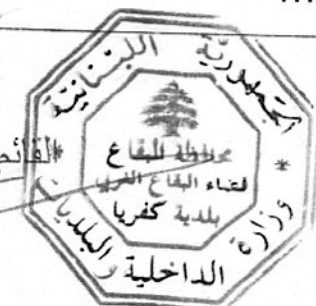 الجمهورية اللبنانية
محافظة البقاع
قضاء البقاع الغربي
بلدية كفريا
وزارة الداخلية والبلديات